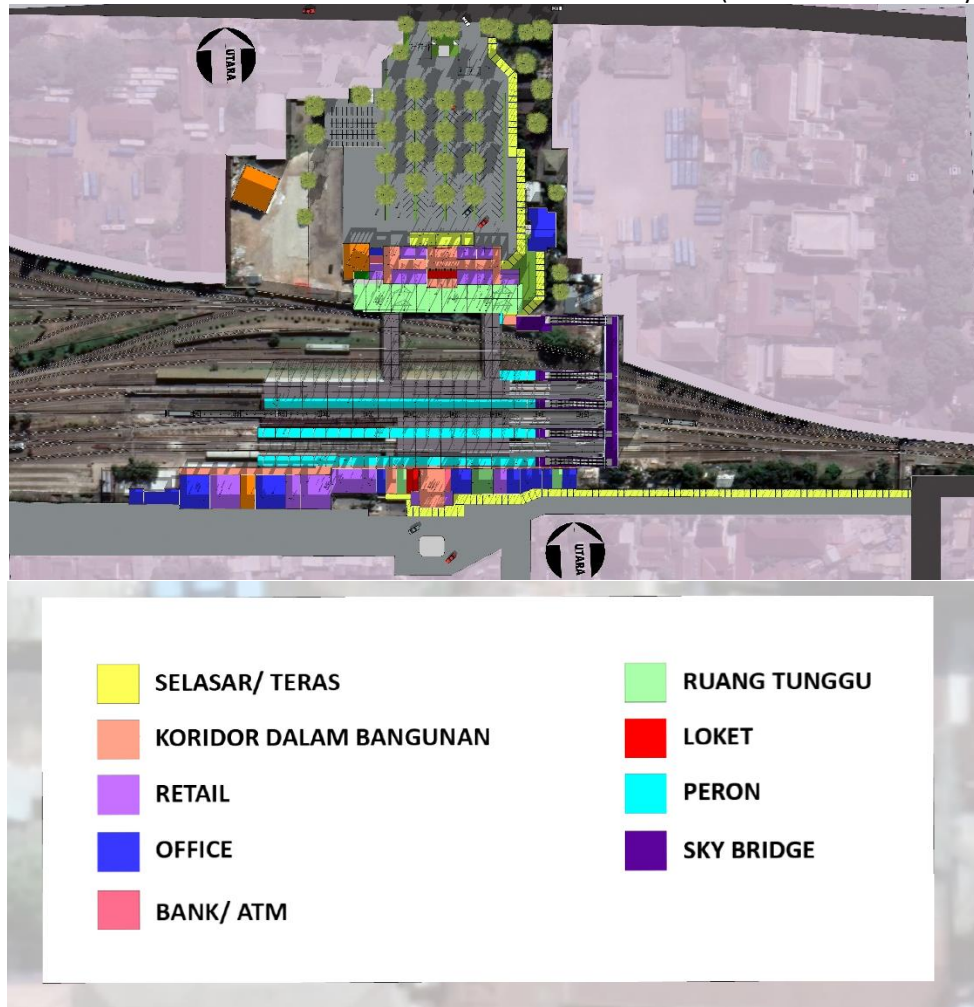 UTARA
UTARA
SELASAR/ TERAS
KORIDOR DALAM BANGUNAN
RETAIL
OFFICE
BANK/ ATM
RUANG TUNGGU
LOKET
PERON
SKY BRIDGE